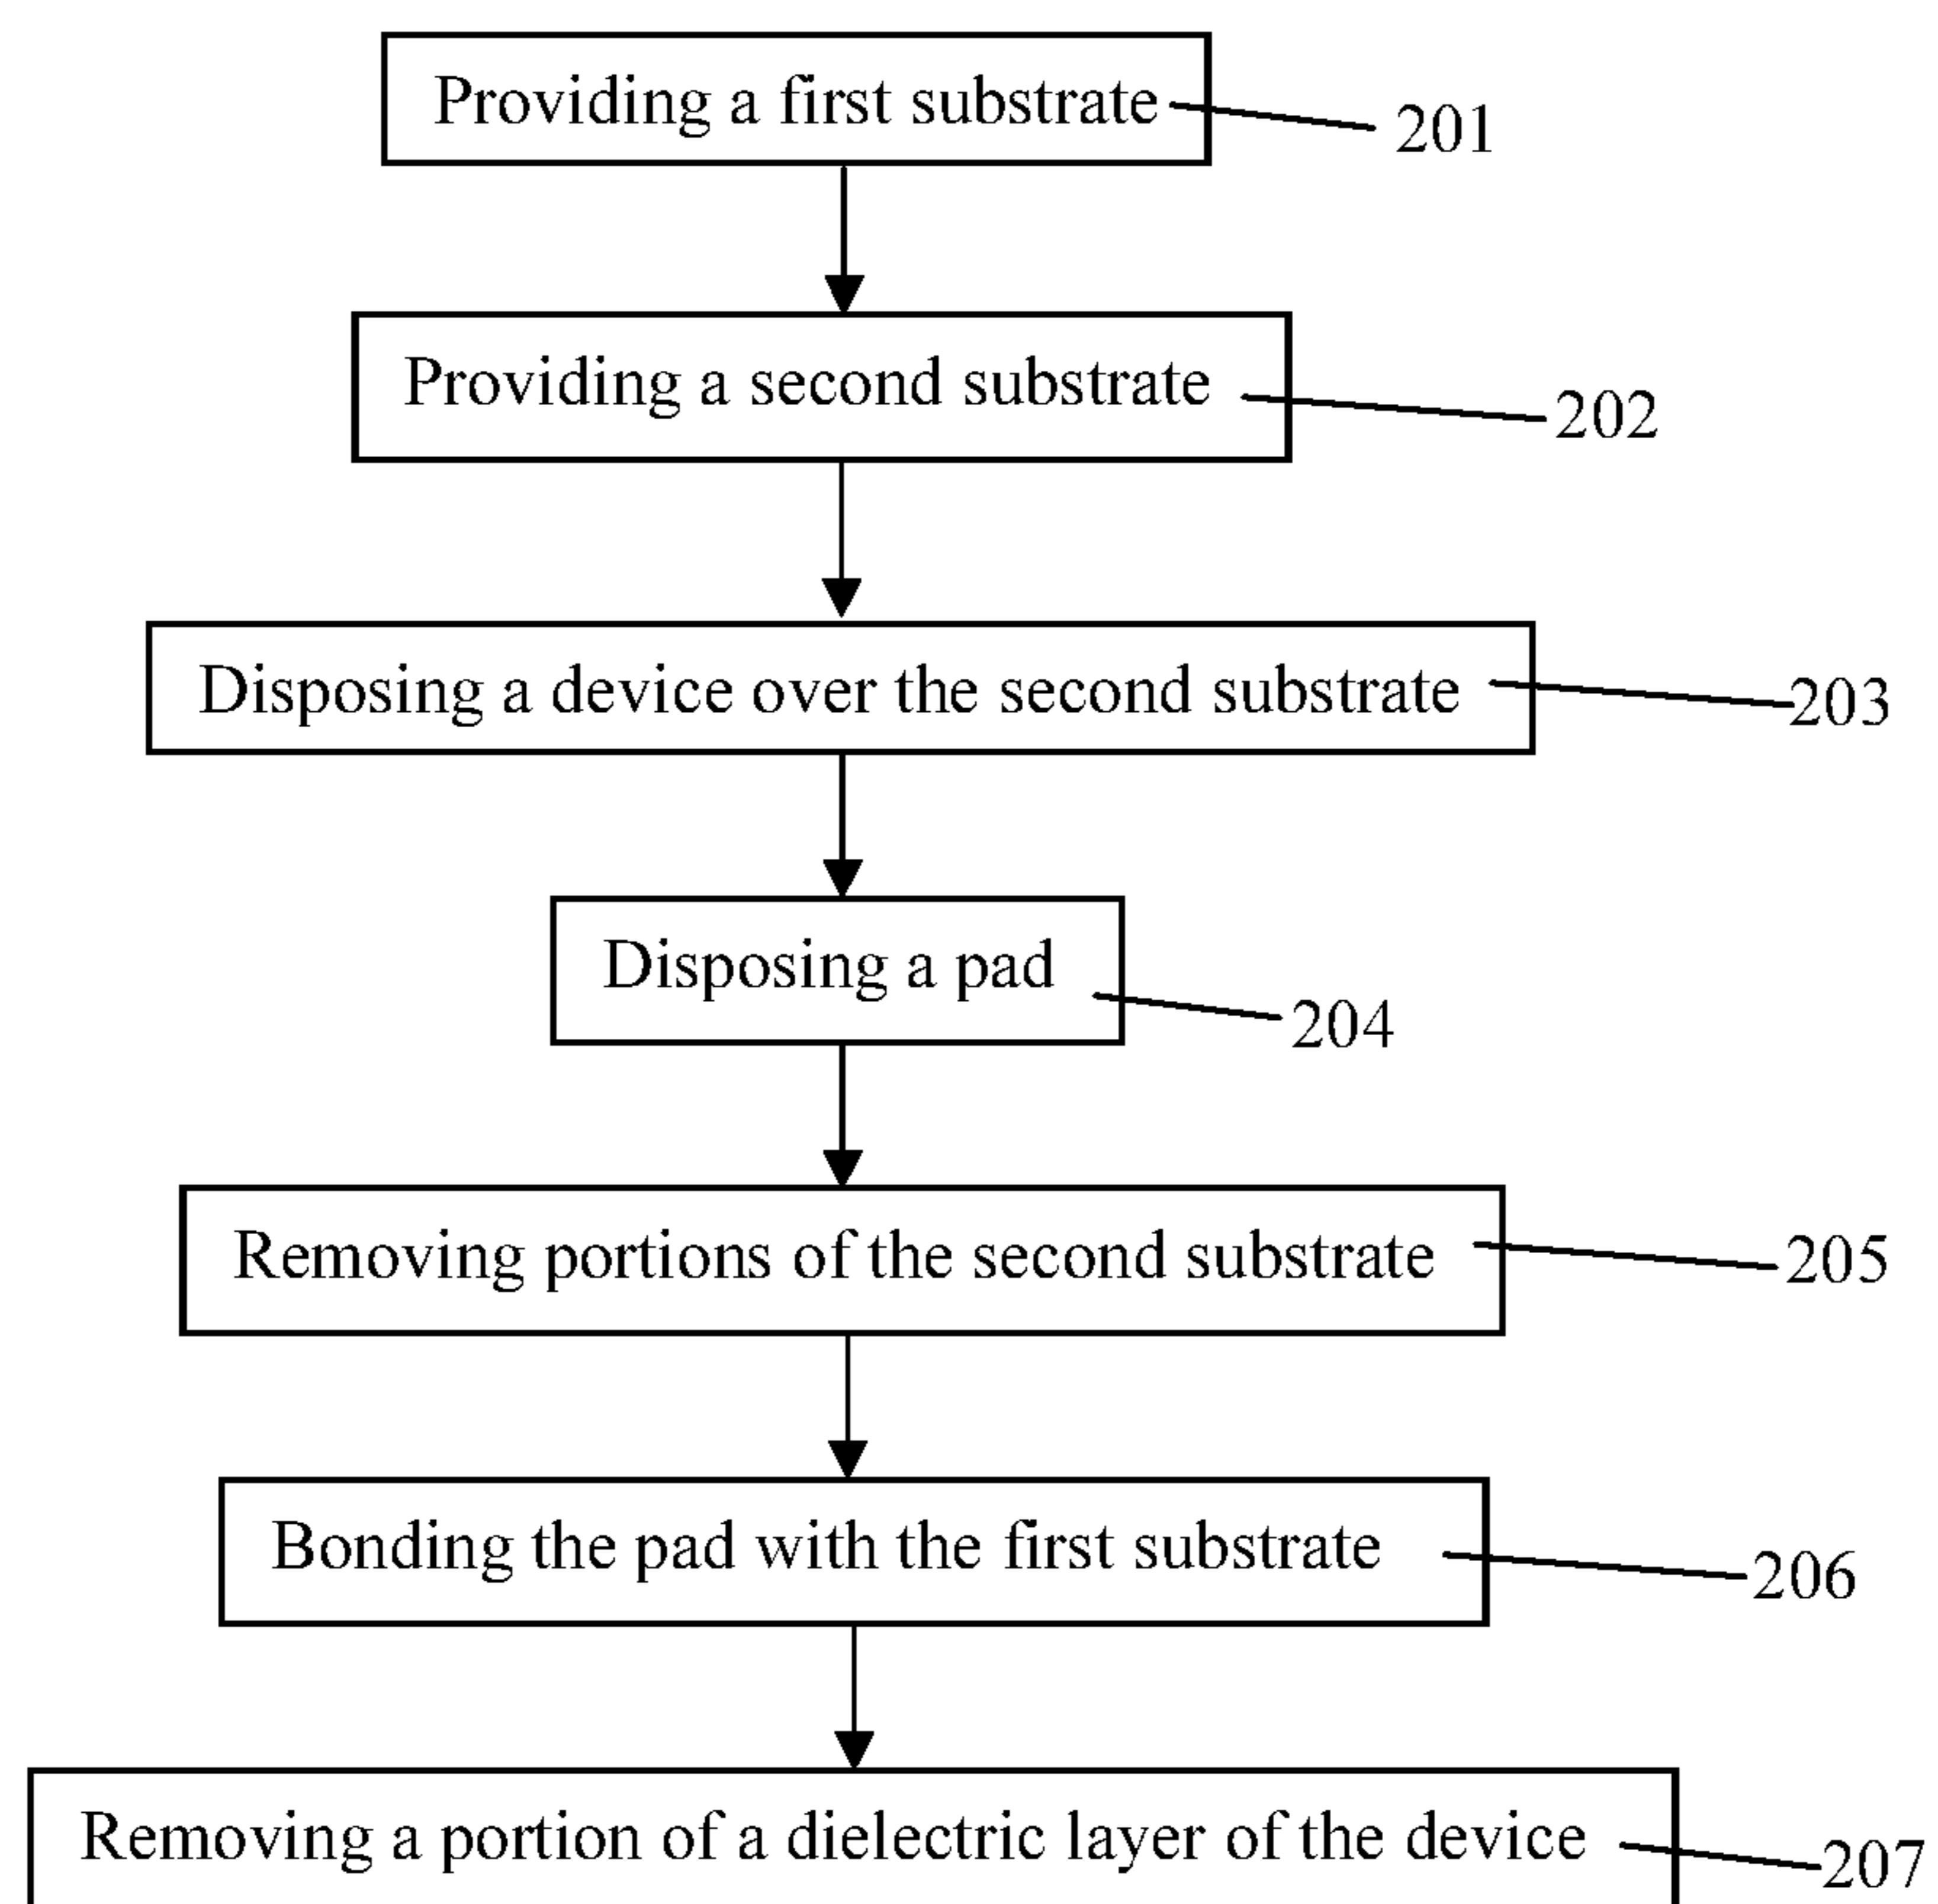 Providing a first substrate
201
Providing a second substrate
202
Disposing a device over the second substrate
203
Disposing a pad
204
Removing portions of the second substrate
205
Bonding the pad with the first substrate
206
Removing a portion of a dielectric layer of the device
207